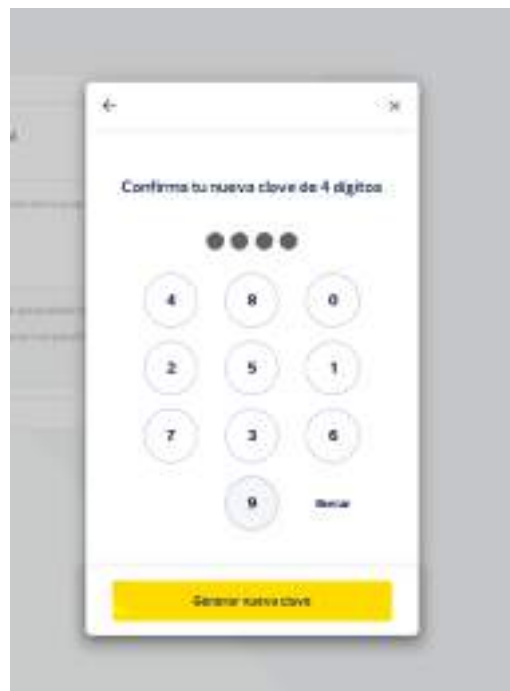 Confirma tu nueva clave de 4 dígitos
4 8 0
2 5 1
7 3 6
9 Borrar
Generar nueva clave